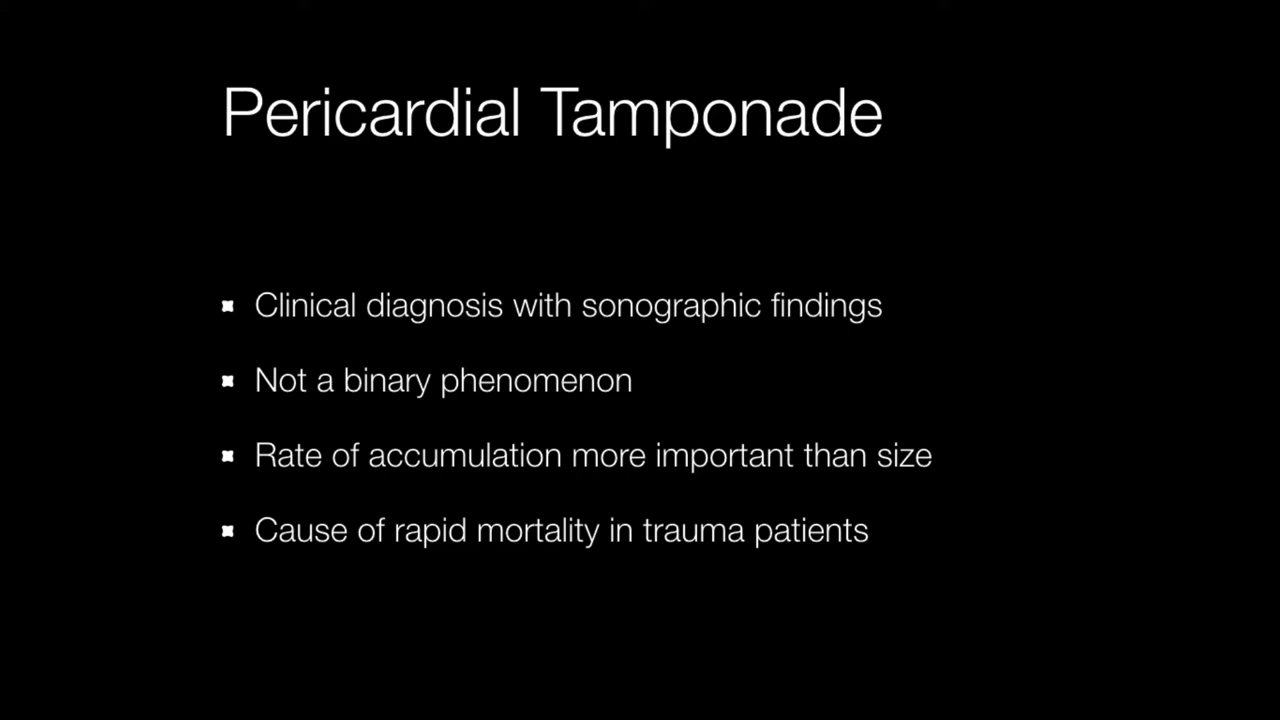 Pericardial Tamponade
Clinical diagnosis with sonographic findings
Not a binary phenomenon
Rate of accumulation more important than size
Cause of rapid mortality in trauma patients